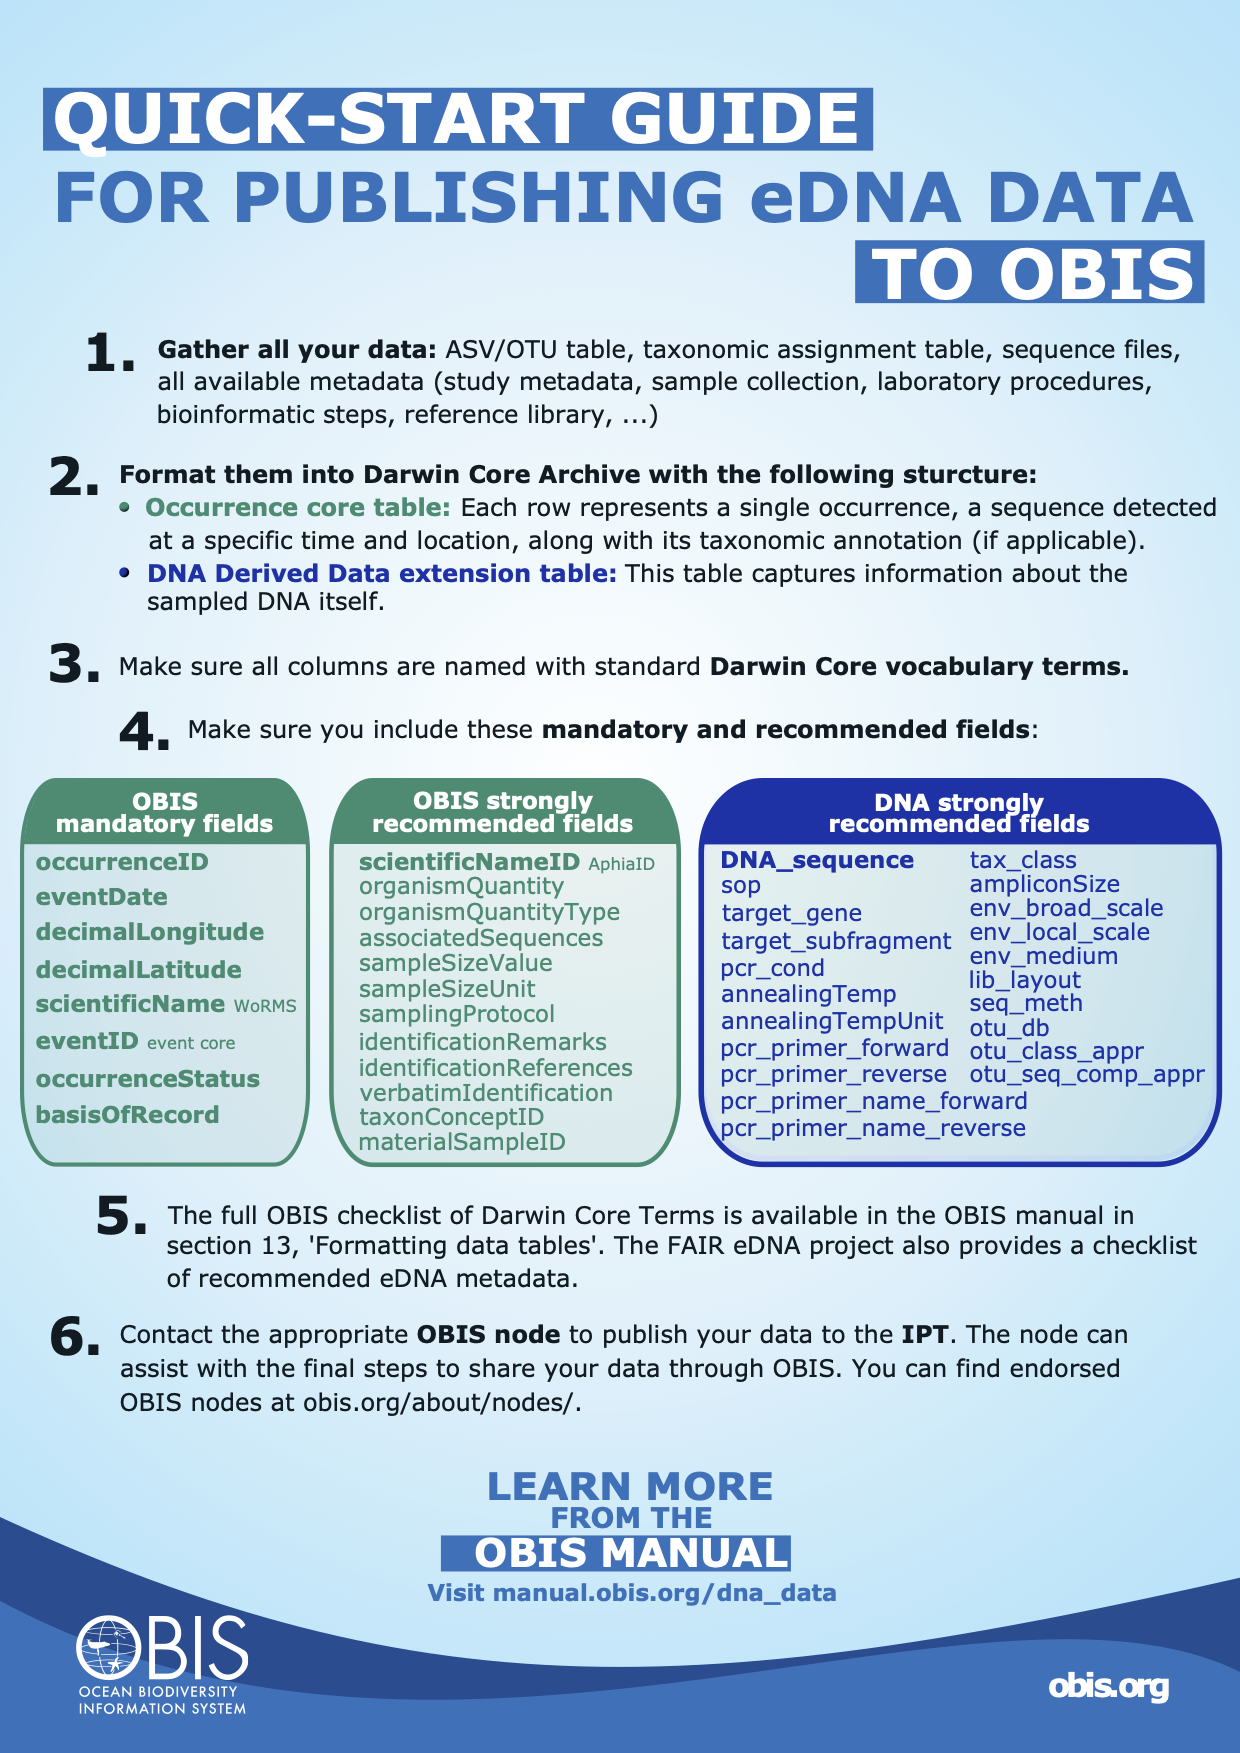 QUICK-START GUIDE
FOR PUBLISHING eDNA DATA
TO OBIS
1. Gather all your data: ASV/OTU table, taxonomic assignment table, sequence files,
all available metadata (study metadata, sample collection, laboratory procedures,
bioinformatic steps, reference library, ...)
2. Format them into Darwin Core Archive with the following sturcture:
• Occurrence core table: Each row represents a single occurrence, a sequence detected
at a specific time and location, along with its taxonomic annotation (if applicable).
• DNA Derived Data extension table: This table captures information about the
sampled DNA itself.
3. Make sure all columns are named with standard Darwin Core vocabulary terms.
4. Make sure you include these mandatory and recommended fields:
OBIS
mandatory fields
occurrenceID
eventDate
decimalLongitude
decimalLatitude
scientificName WoRMS
eventID event core
occurrenceStatus
basisOfRecord
OBIS strongly
recommended fields
scientificNameID AphiaID
organismQuantity
organismQuantityType
associatedSequences
sampleSizeValue
sampleSizeUnit
samplingProtocol
identificationRemarks
identificationReferences
verbatimIdentification
taxonConceptID
materialSampleID
DNA strongly
recommended fields
DNA_sequence
sop
target_gene
target_subfragment
pcr_cond
annealingTemp
annealingTempUnit
pcr_primer_forward
pcr_primer_reverse
pcr_primer_name_forward
pcr_primer_name_reverse
tax_class
ampliconSize
env_broad_scale
env_local_scale
env_medium
lib_layout
seq_meth
otu_db
otu_class_appr
otu_seq_comp_appr
5. The full OBIS checklist of Darwin Core Terms is available in the OBIS manual in
section 13, 'Formatting data tables'. The FAIR eDNA project also provides a checklist
of recommended eDNA metadata.
6. Contact the appropriate OBIS node to publish your data to the IPT. The node can
assist with the final steps to share your data through OBIS. You can find endorsed
OBIS nodes at obis.org/about/nodes/.
LEARN MORE
FROM THE
OBIS MANUAL
Visit manual.obis.org/dna_data
OBIS
OCEAN BIODIVERSITY
INFORMATION SYSTEM
obis.org